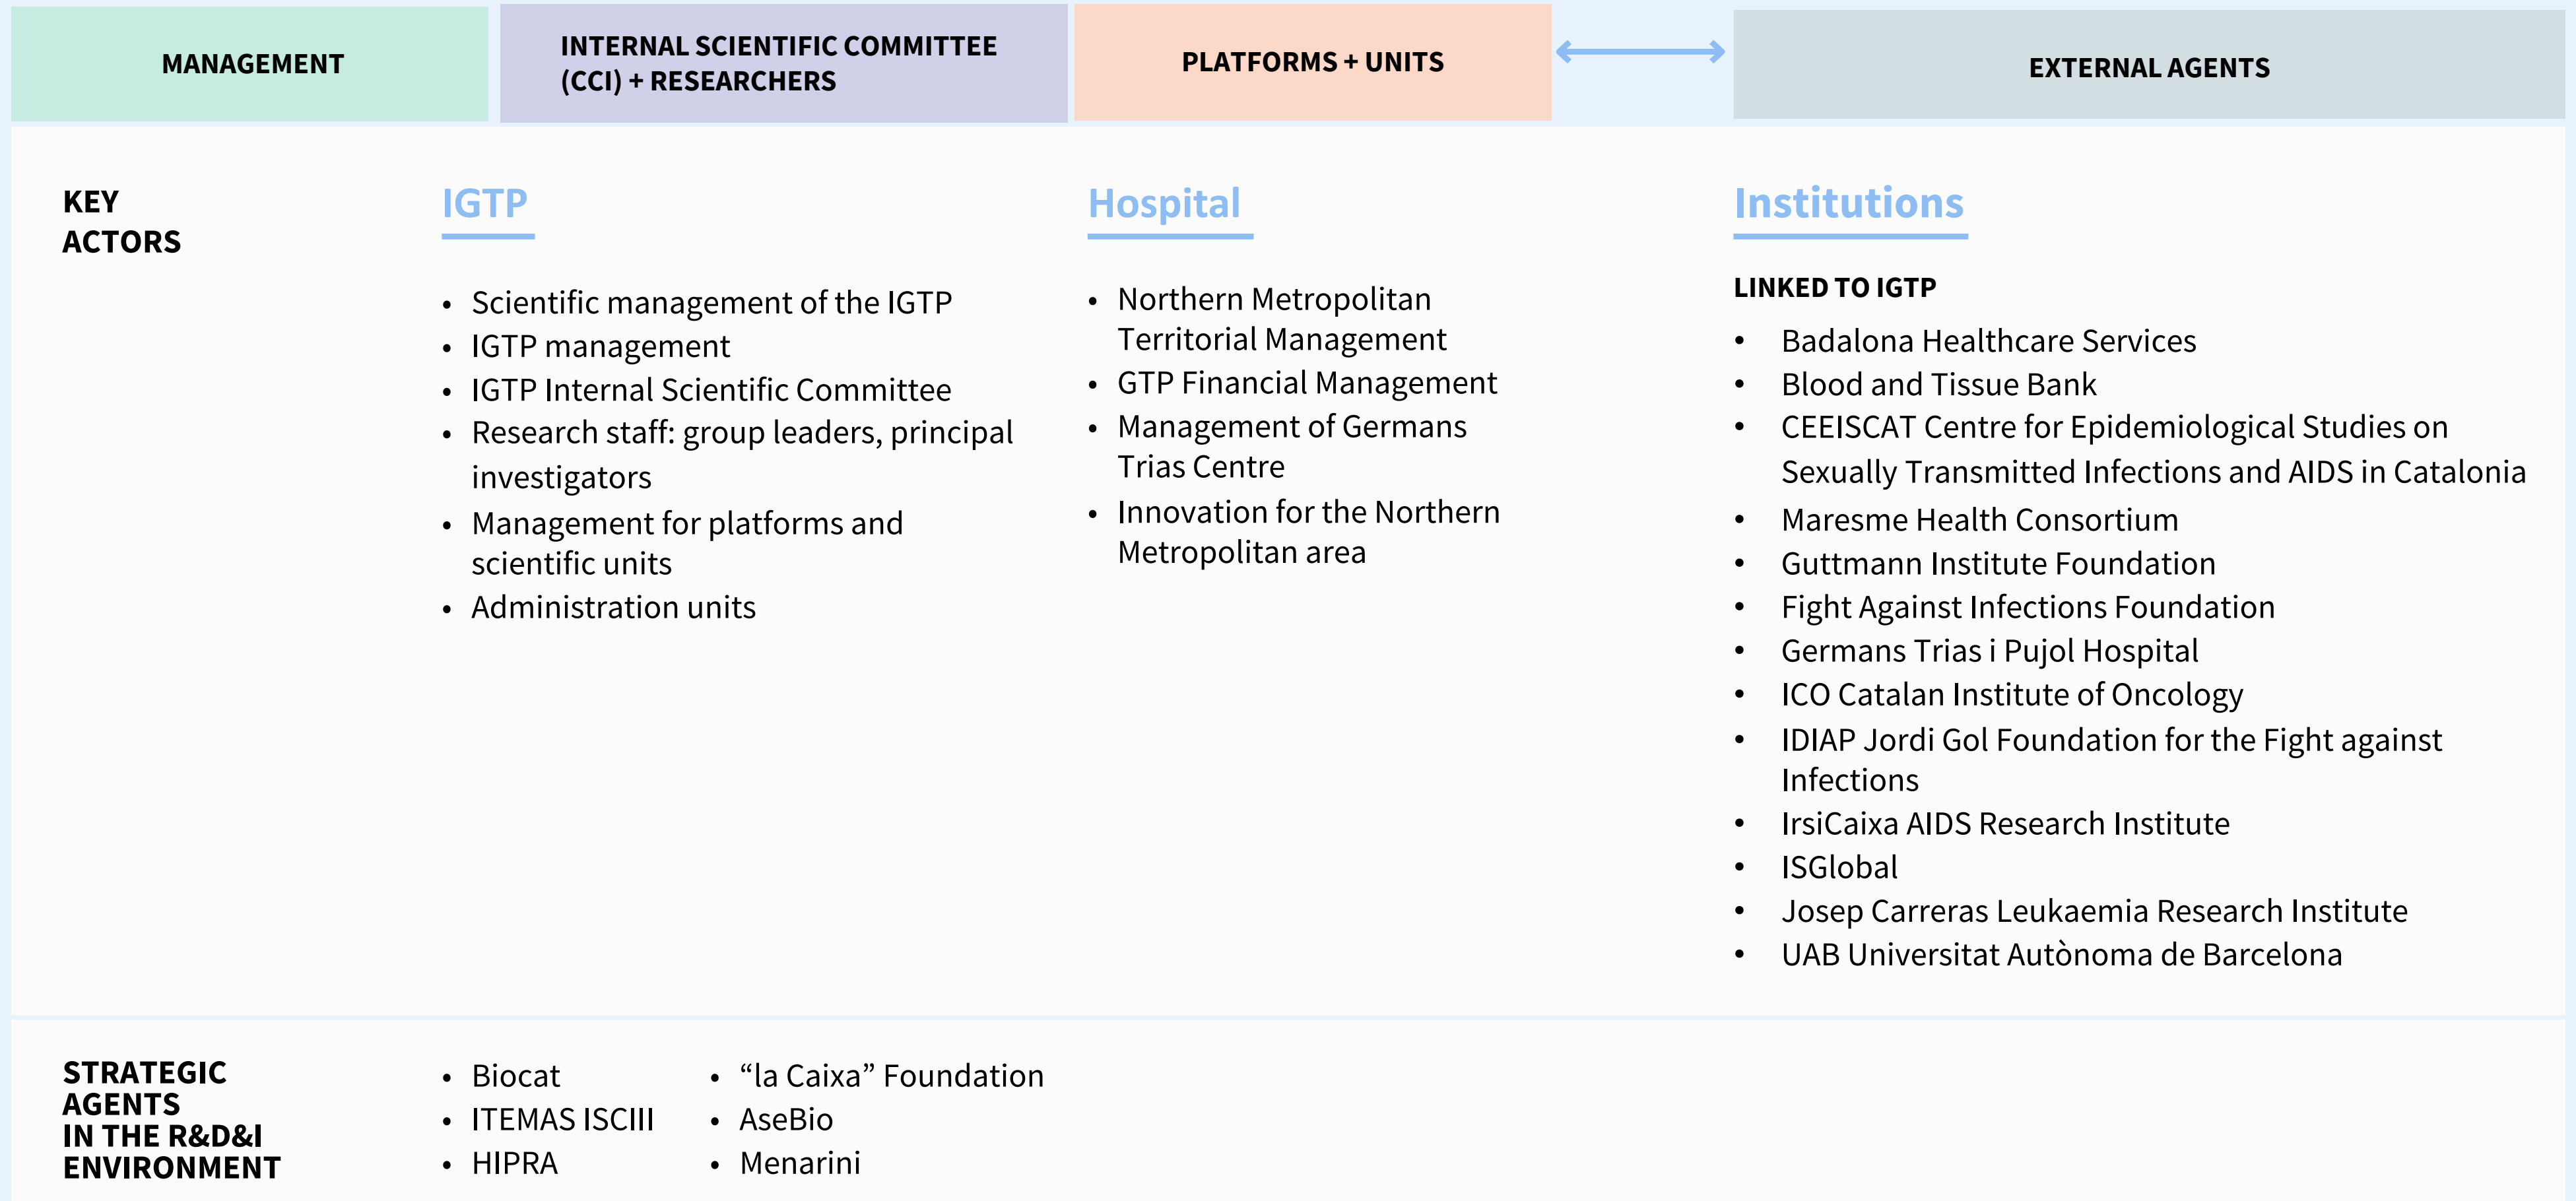 MANAGEMENT
INTERNAL SCIENTIFIC COMMITTEE
(CCI) + RESEARCHERS
PLATFORMS + UNITS
EXTERNAL AGENTS
KEY
ACTORS
IGTP
• Scientific management of the IGTP
• IGTP management
• IGTP Internal Scientific Committee
• Research staff: group leaders, principal
investigators
• Management for platforms and
scientific units
• Administration units
Hospital
• Northern Metropolitan
Territorial Management
• GTP Financial Management
• Management of Germans
Trias Centre
• Innovation for the Northern
Metropolitan area
Institutions
LINKED TO IGTP
• Badalona Healthcare Services
• Blood and Tissue Bank
• CEEISCAT Centre for Epidemiological Studies on
Sexually Transmitted Infections and AIDS in Catalonia
• Maresme Health Consortium
• Guttmann Institute Foundation
• Fight Against Infections Foundation
• Germans Trias i Pujol Hospital
• ICO Catalan Institute of Oncology
• IDIAP Jordi Gol Foundation for the Fight against
Infections
• IrsiCaixa AIDS Research Institute
• ISGlobal
• Josep Carreras Leukaemia Research Institute
• UAB Universitat Autònoma de Barcelona
STRATEGIC
AGENTS
IN THE R&D&I
ENVIRONMENT
• Biocat
• ITEMAS ISCIII
• HIPRA
• “la Caixa” Foundation
• AseBio
• Menarini